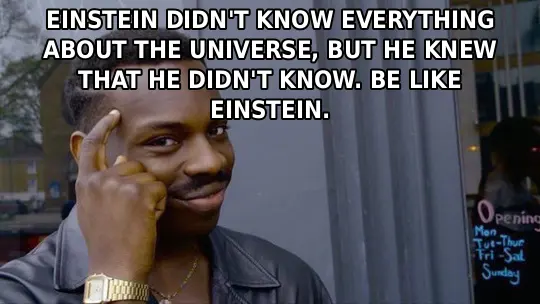 EINSTEIN DIDN'T KNOW EVERYTHING
ABOUT THE UNIVERSE, BUT HE KNEW
THAT HE DIDN'T KNOW. BE LIKE
EINSTEIN.
Opening
Mon
Tue-Thur
Fri-Sat
Sunday